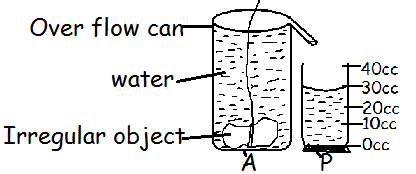 Over flow can
water
Irregular object
A
P
40cc
30cc
20cc
10cc
0cc